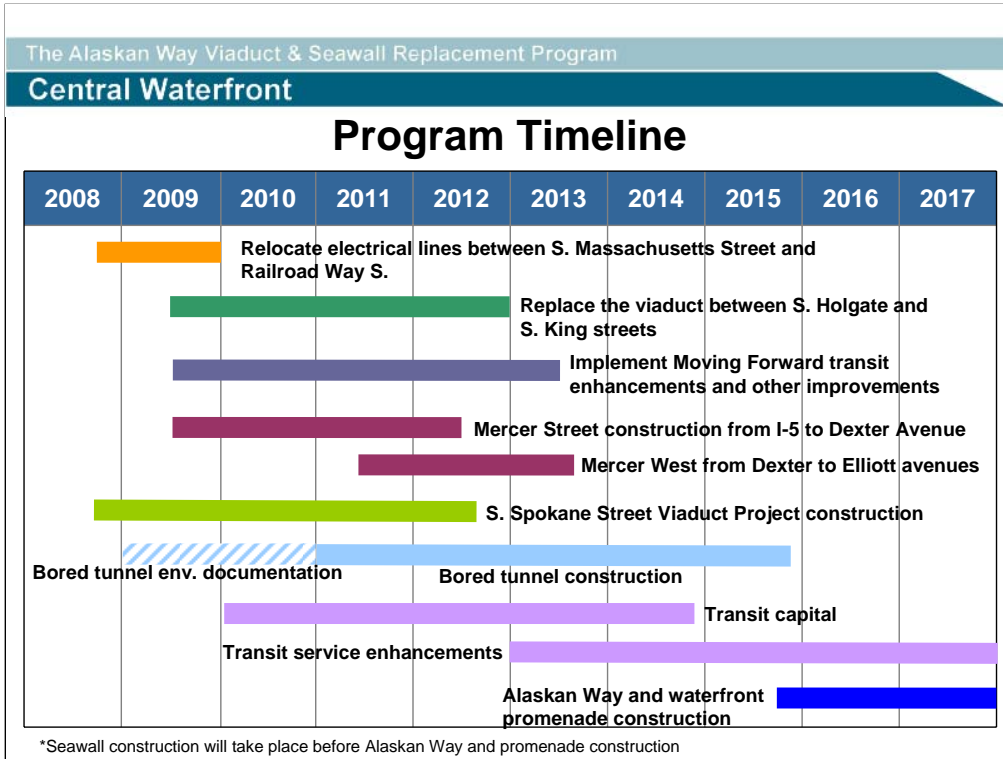 The Alaskan Way Viaduct & Seawall Replacement Program
Central Waterfront
Program Timeline
2008 2009 2010 2011 2012 2013 2014 2015 2016 2017
Relocate electrical lines between S. Massachusetts Street and
Railroad Way S.
Replace the viaduct between S. Holgate and
S. King streets
Implement Moving Forward transit
enhancements and other improvements
Mercer Street construction from I-5 to Dexter Avenue
Mercer West from Dexter to Elliott avenues
S. Spokane Street Viaduct Project construction
Bored tunnel env. documentation
Bored tunnel construction
Transit capital
Transit service enhancements
Alaskan Way and waterfront
promenade construction
*Seawall construction will take place before Alaskan Way and promenade construction